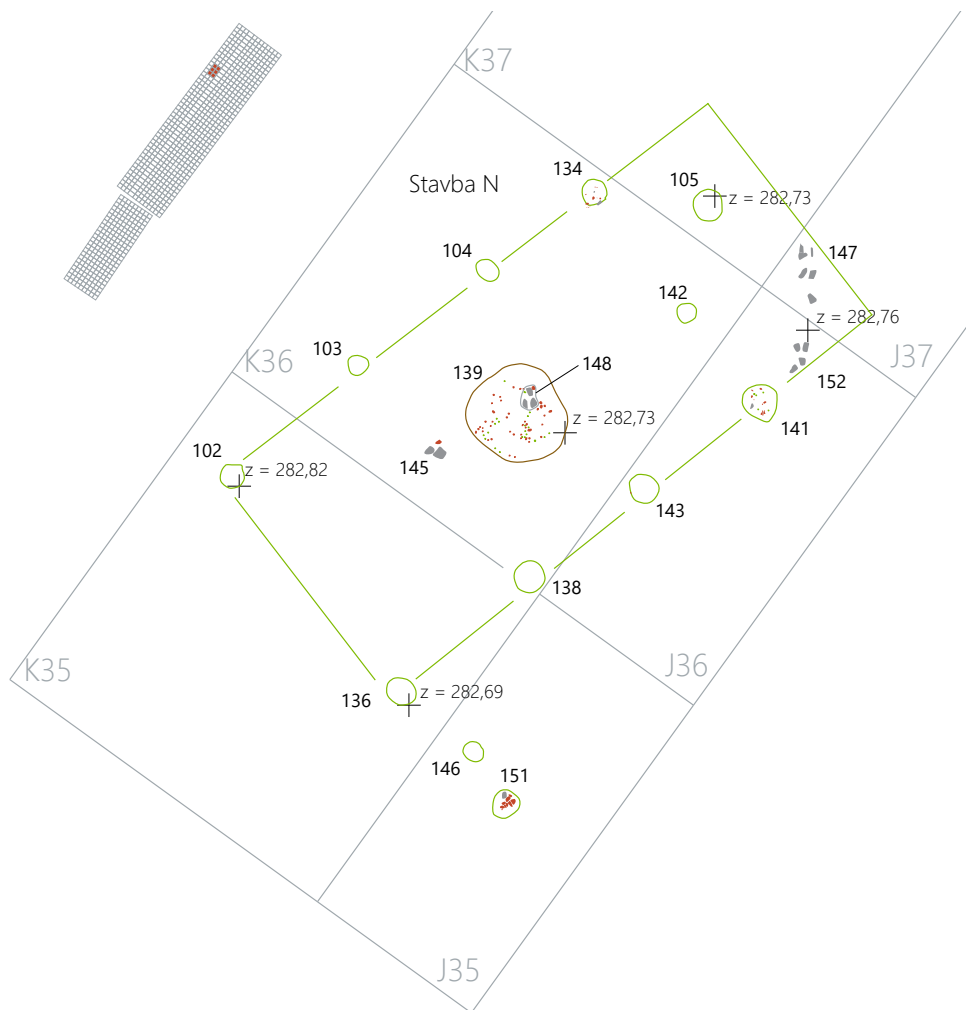 K37
Stavba N
134
105
z = 282,73
104
147
142
z = 282,76
103
K36
J37
139
148
152
z = 282,73
141
102
z = 282,82
145
143
138
K35
J36
136
z = 282,69
146
151
J35